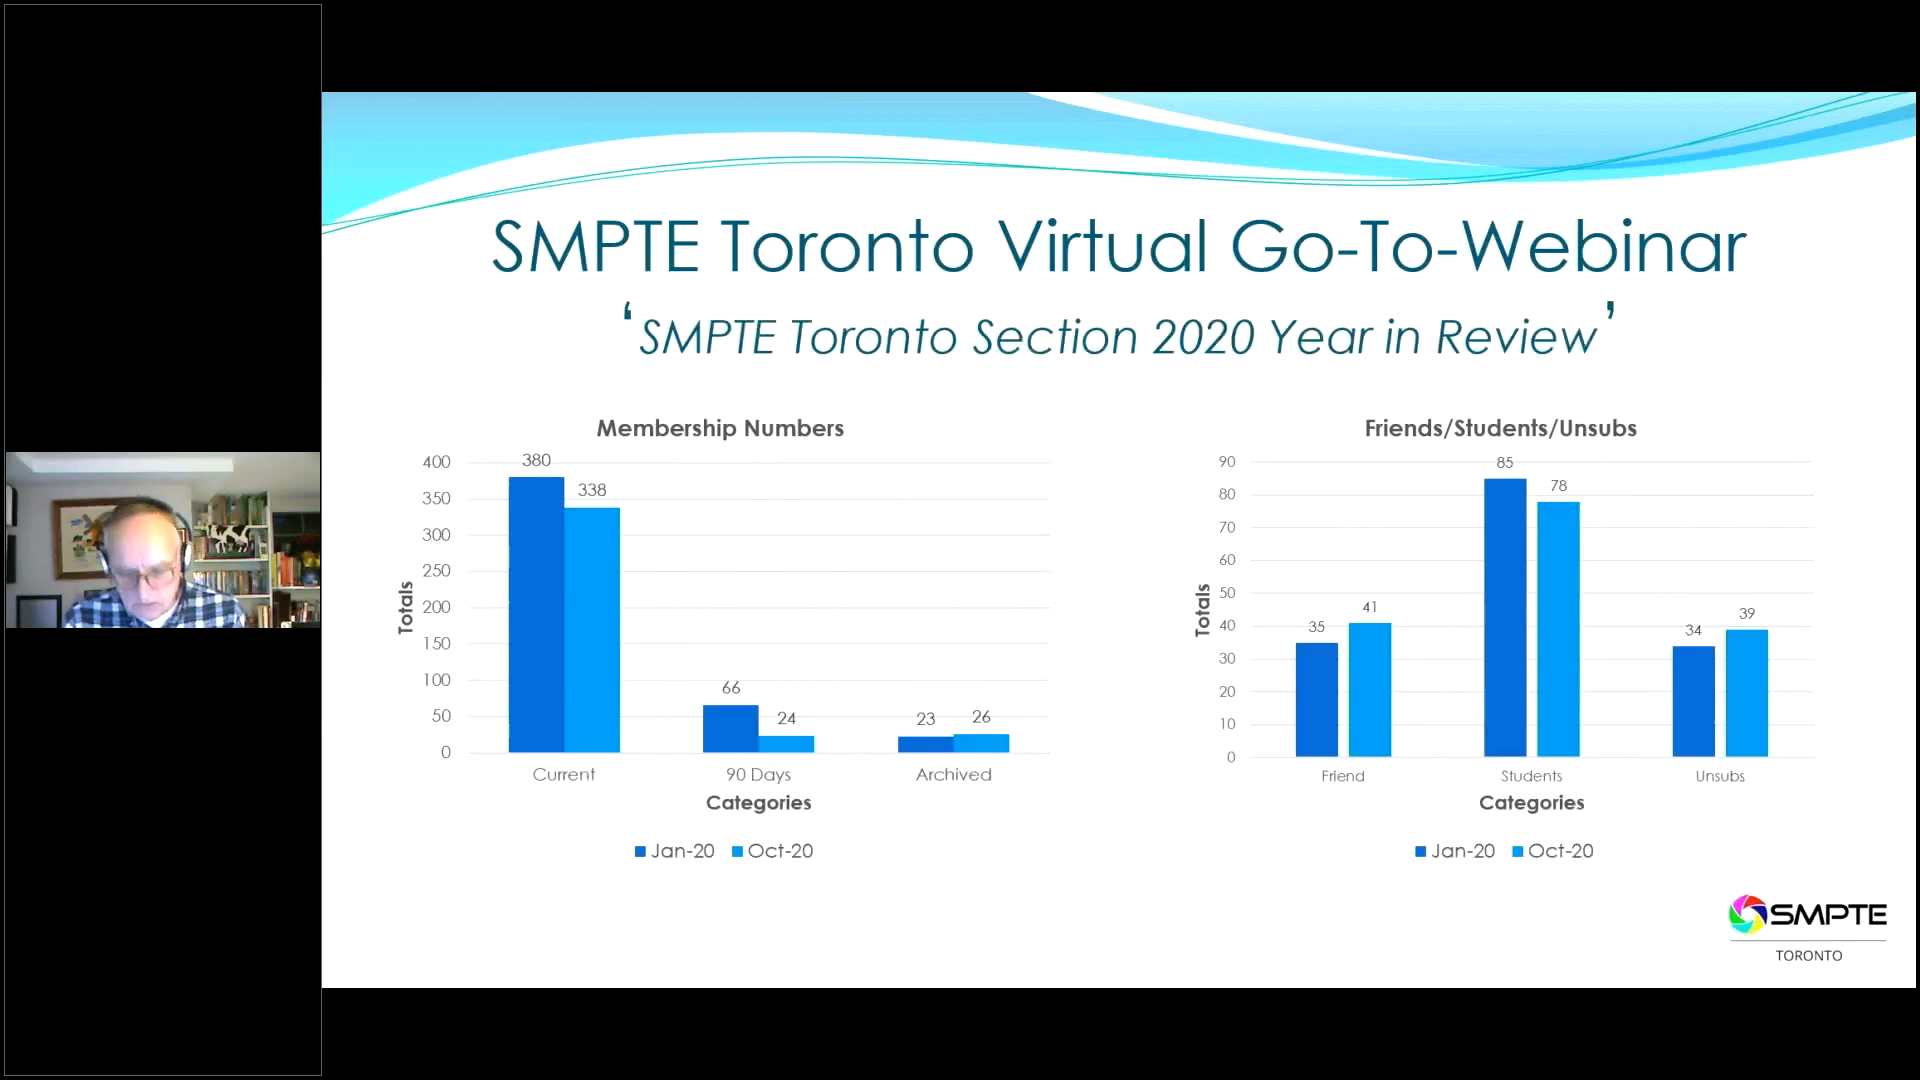 SMPTE Toronto Virtual Go-To-Webinar
‘SMPTE Toronto Section 2020 Year in Review’
Membership Numbers
400
350
300
250
200
150
100
50
0
Totals
380
338
66
24
23
26
Current
90 Days
Archived
Categories
Jan-20
Oct-20
Friends/Students/Unsubs
90
80
70
60
50
40
30
20
10
0
Totals
35
41
85
78
34
39
Friend
Students
Unsubs
Categories
Jan-20
Oct-20
SMPTE
TORONTO